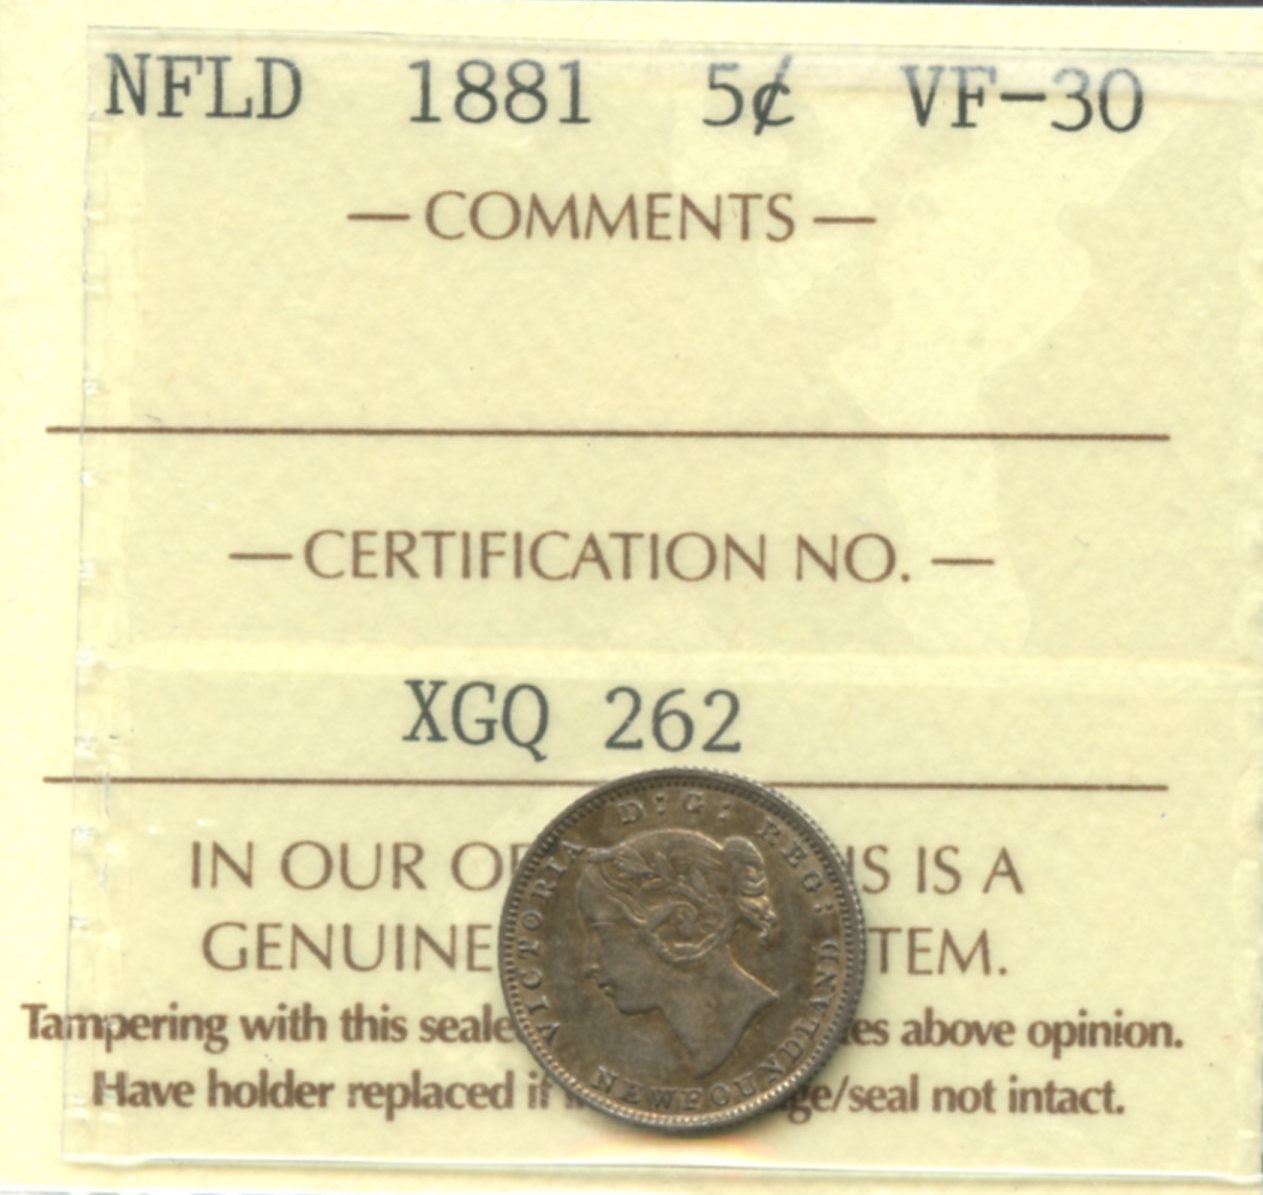 NFLD 1881 5¢ VF-30
— COMMENTS —
— CERTIFICATION NO. —
XGQ 262
IN OUR OP IS IS A
GENUINE TEM.
Tampering with this seale es above opinion.
Have holder replaced if ge/seal not intact.
VICTORIA D: G: REG:
NEWFOUNDLAND